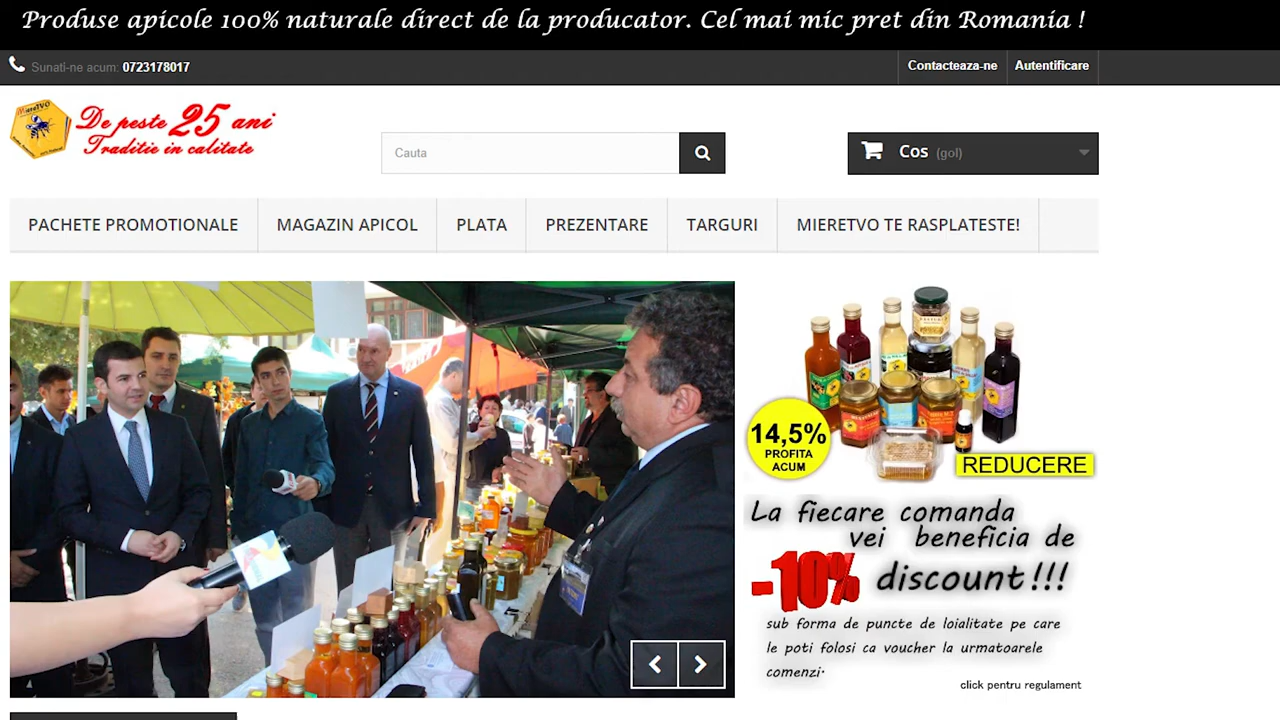 Produse apicole 100% naturale direct de la producator. Cel mai mic pret din Romania !
Sunati-ne acum: 0723178017
Contacteaza-ne
Autentificare
MieraTVO
De peste 25 ani
Traditie in calitate
Cauta
Cos (gol)
PACHETE PROMOTIONALE
MAGAZIN APICOL
PLATA
PREZENTARE
TARGURI
MIERETVO TE RASPLATESTE!
14,5%
PROFITA
ACUM
REDUCERE
La fiecare comanda
vei beneficia de
-10% discount!!!
sub forma de puncte de loialitate pe care
le poti folosi ca voucher la urmatoarele
comenzi.
click pentru regulament